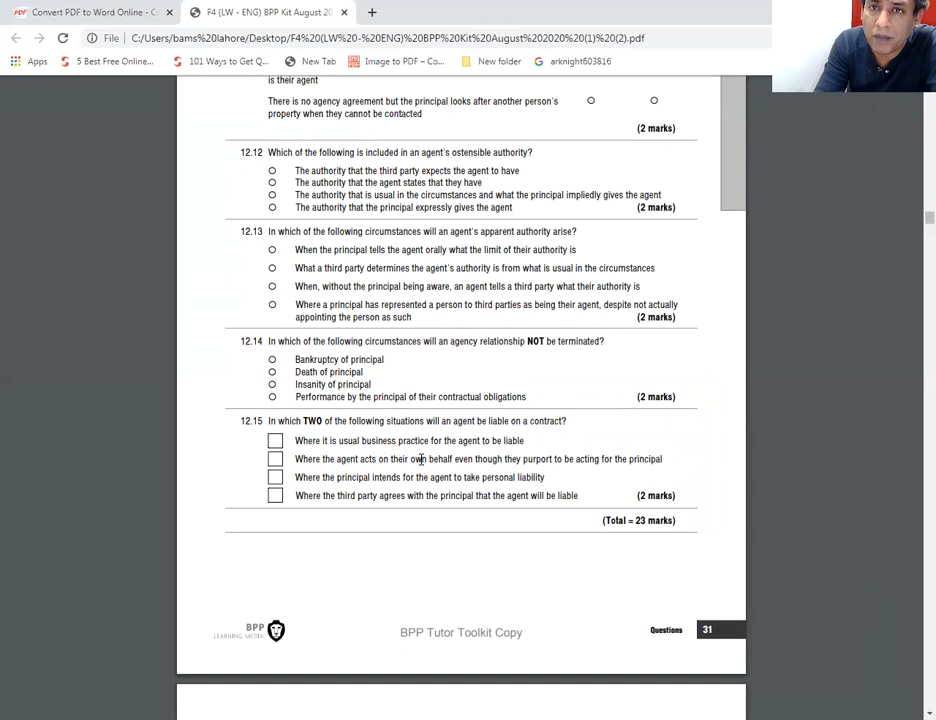 Convert PDF to Word Online -
F4 (LW - ENG) BPP Kit August 20
File
C:/Users/bams%20lahore/Desktop/F4%20(LW%20-%20ENG)%20BPP%20Kit%20August%202020%20(1)%20(2).pdf
Apps
5 Best Free Online...
101 Ways to Get Q...
New Tab
Image to PDF – Co...
New folder
arknight603816
is their agent
There is no agency agreement but the principal looks after another person's
property when they cannot be contacted
(2 marks)
12.12 Which of the following is included in an agent's ostensible authority?
The authority that the third party expects the agent to have
The authority that the agent states that they have
The authority that is usual in the circumstances and what the principal impliedly gives the agent
The authority that the principal expressly gives the agent (2 marks)
12.13 In which of the following circumstances will an agent's apparent authority arise?
When the principal tells the agent orally what the limit of their authority is
What a third party determines the agent's authority is from what is usual in the circumstances
When, without the principal being aware, an agent tells a third party what their authority is
Where a principal has represented a person to third parties as being their agent, despite not actually
appointing the person as such (2 marks)
12.14 In which of the following circumstances will an agency relationship NOT be terminated?
Bankruptcy of principal
Death of principal
Insanity of principal
Performance by the principal of their contractual obligations (2 marks)
12.15 In which TWO of the following situations will an agent be liable on a contract?
Where it is usual business practice for the agent to be liable
Where the agent acts on their own behalf even though they purport to be acting for the principal
Where the principal intends for the agent to take personal liability
Where the third party agrees with the principal that the agent will be liable (2 marks)
(Total = 23 marks)
BPP
LEARNING MEDIA
BPP Tutor Toolkit Copy
Questions 31